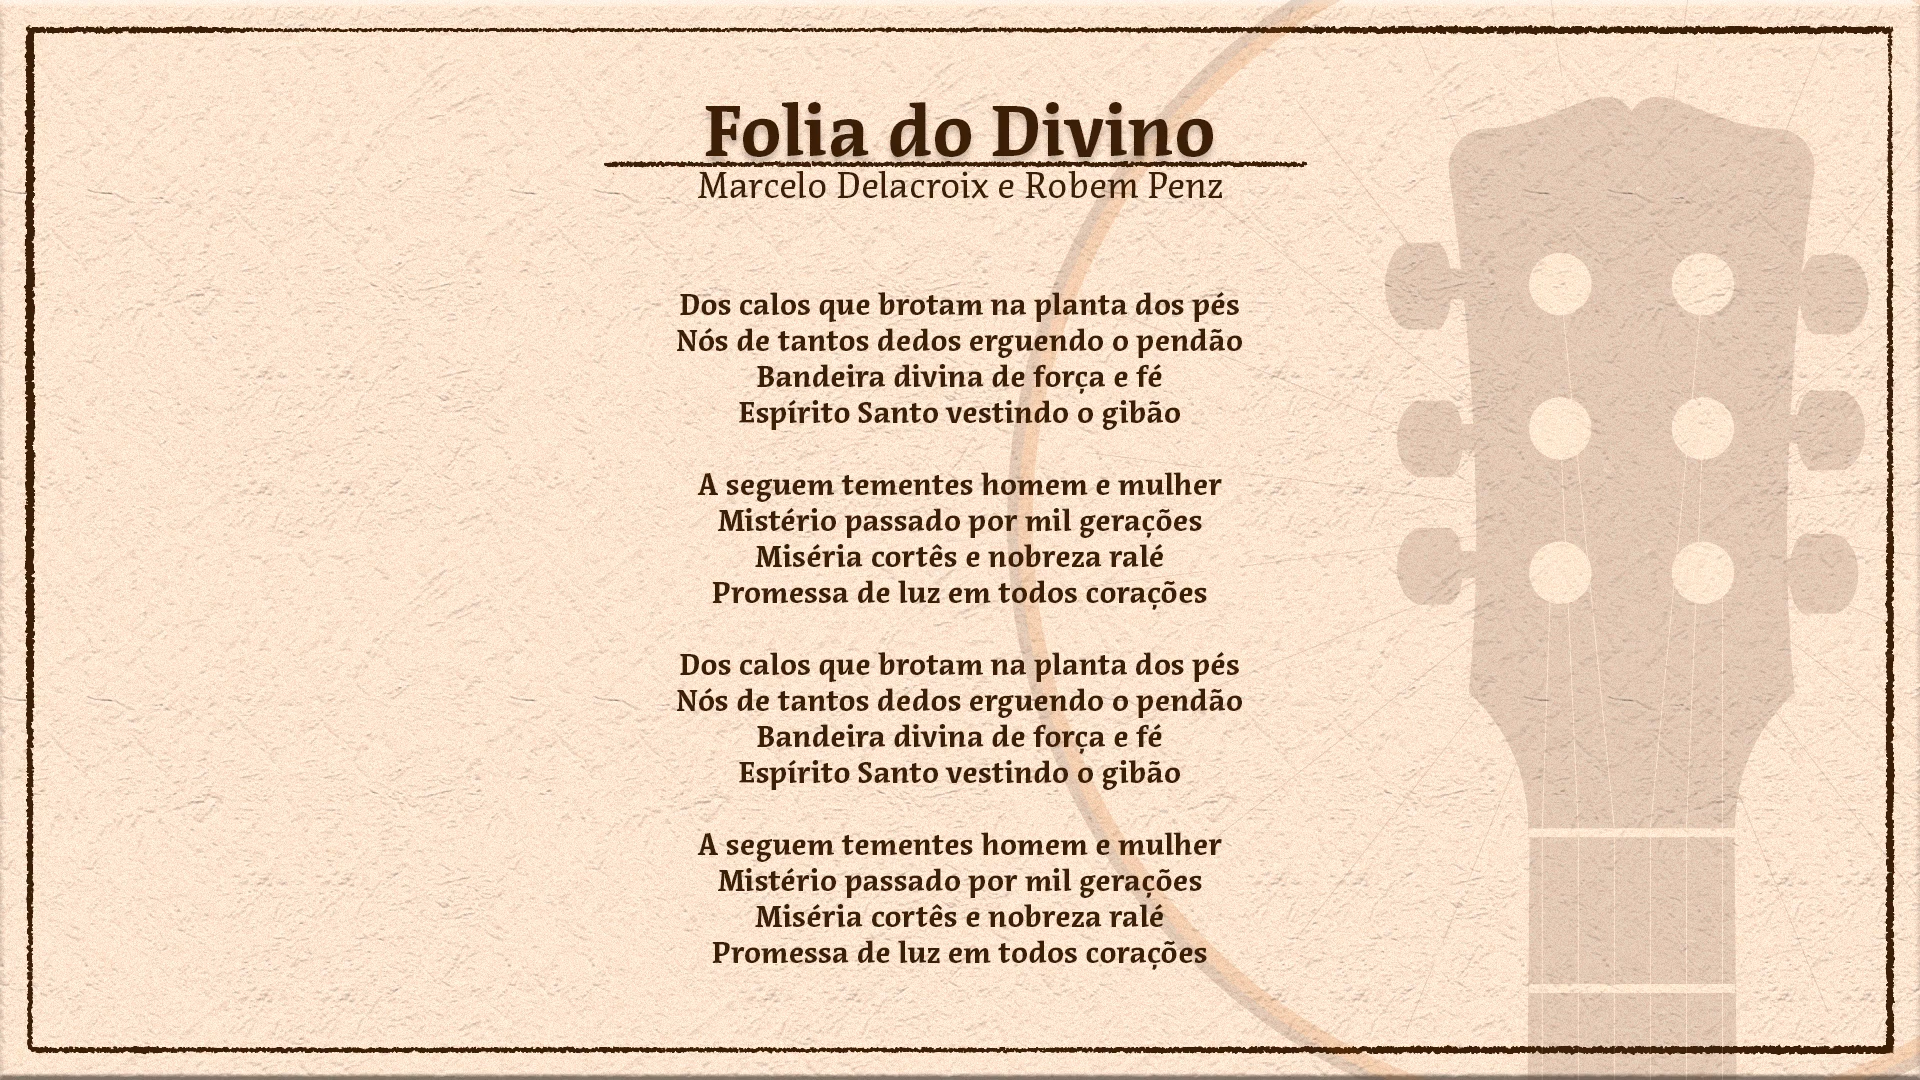 Folia do Divino
Marcelo Delacroix e Robem Penz
Dos calos que brotam na planta dos pés
Nós de tantos dedos erguendo o pendão
Bandeira divina de força e fé
Espírito Santo vestindo o gibão
A seguem tementes homem e mulher
Mistério passado por mil gerações
Miséria cortês e nobreza ralé
Promessa de luz em todos corações
Dos calos que brotam na planta dos pés
Nós de tantos dedos erguendo o pendão
Bandeira divina de força e fé
Espírito Santo vestindo o gibão
A seguem tementes homem e mulher
Mistério passado por mil gerações
Miséria cortês e nobreza ralé
Promessa de luz em todos corações